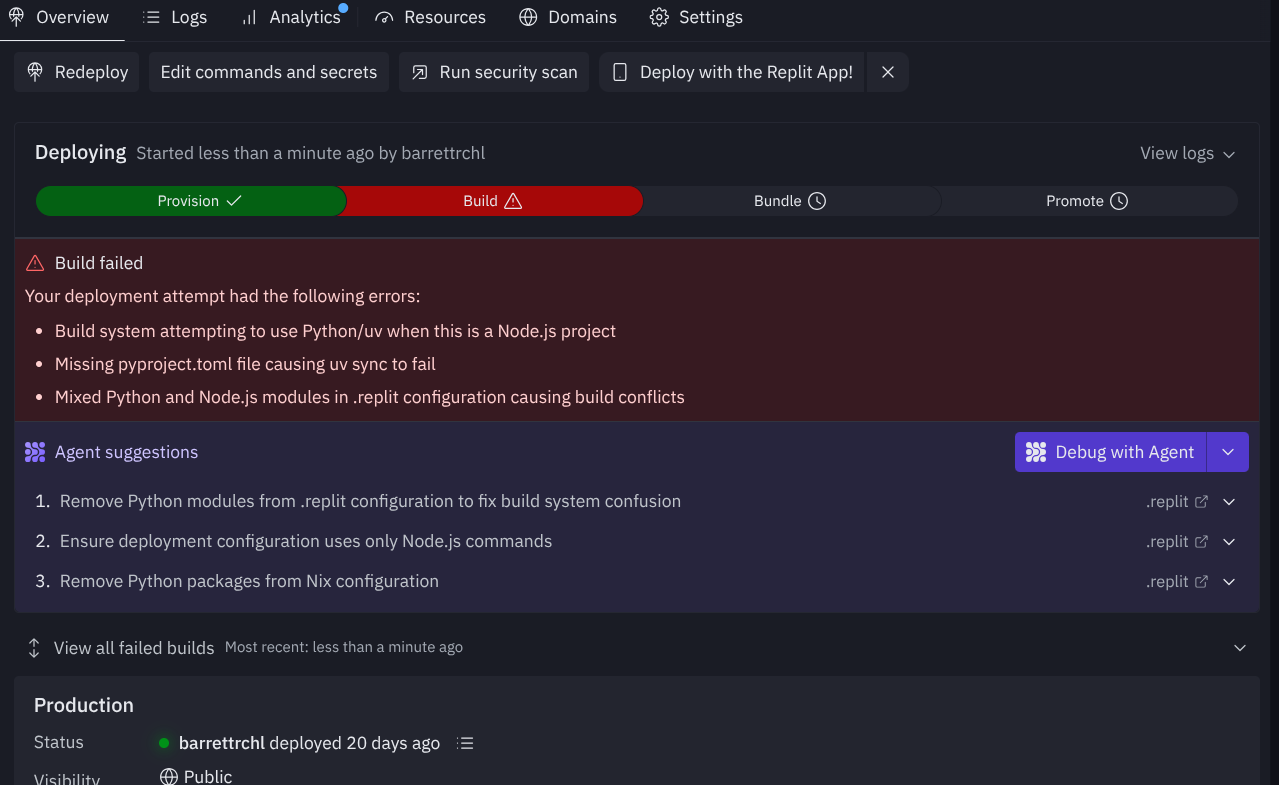 Overview Logs Analytics Resources Domains Settings
Redeploy Edit commands and secrets Run security scan Deploy with the Replit App!
Deploying Started less than a minute ago by barrettrchl View logs
Provision Build Bundle Promote
Build failed
Your deployment attempt had the following errors:
• Build system attempting to use Python/uv when this is a Node.js project
• Missing pyproject.toml file causing uv sync to fail
• Mixed Python and Node.js modules in .replit configuration causing build conflicts
Agent suggestions Debug with Agent
1. Remove Python modules from .replit configuration to fix build system confusion .replit
2. Ensure deployment configuration uses only Node.js commands .replit
3. Remove Python packages from Nix configuration .replit
View all failed builds Most recent: less than a minute ago
Production
Status barrettrchl deployed 20 days ago
Visibility Public